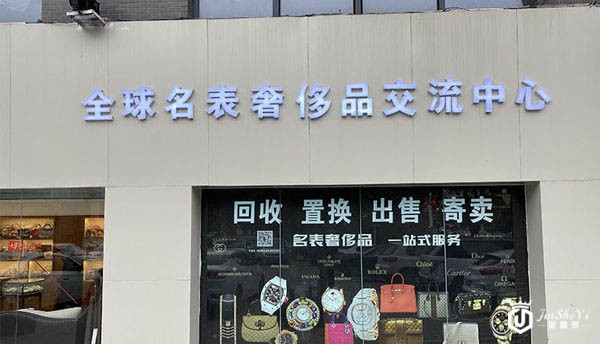 全球名表奢侈品交流中心
回收 置换 出售 寄卖
名表奢侈品 一站式服务
PRADA
ROLEX
Chloé
Dior
Cartier
FENDI
OMEGA
JinSheYi